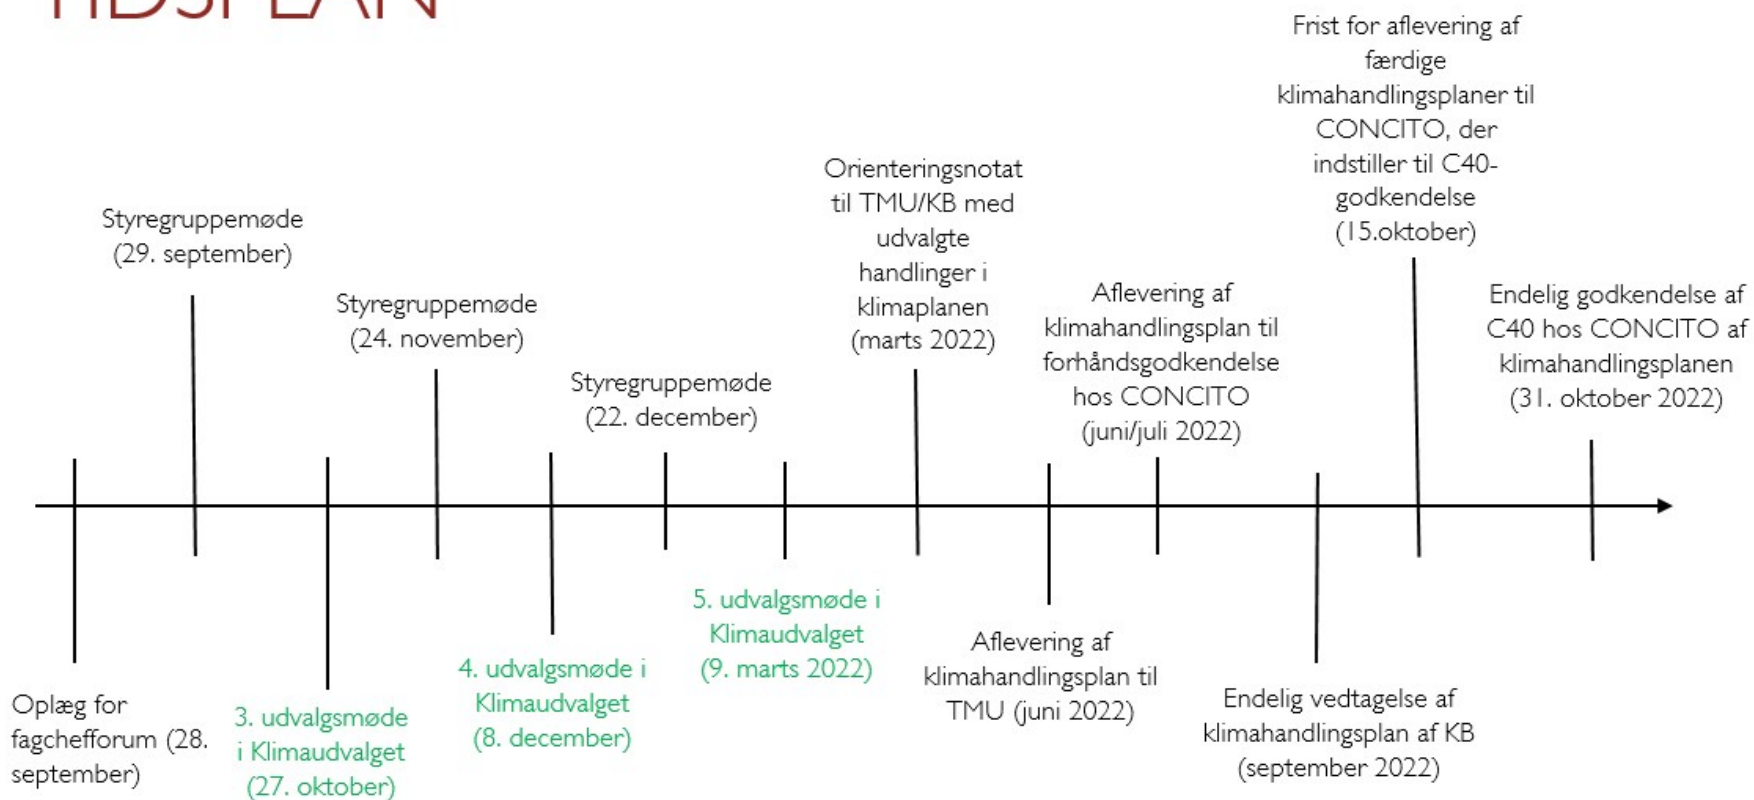 TIDSPLAN
Oplæg for
fagchefforum (28.
september)
Styregruppemøde
(29. september)
3. udvalgsmøde
i Klimaudvalget
(27. oktober)
Styregruppemøde
(24. november)
4. udvalgsmøde i
Klimaudvalget
(8. december)
Styregruppemøde
(22. december)
5. udvalgsmøde i
Klimaudvalget
(9. marts 2022)
Orienteringsnotat
til TMU/KB med
udvalgte
handlinger i
klimaplanen
(marts 2022)
Aflevering af
klimahandlingsplan til
TMU (juni 2022)
Aflevering af
klimahandlingsplan til
forhåndsgodkendelse
hos CONCITO
(juni/juli 2022)
Endelig vedtagelse af
klimahandlingsplan af KB
(september 2022)
Frist for aflevering af
færdige
klimahandlingsplaner til
CONCITO, der
indstiller til C40-
godkendelse
(15.oktober)
Endelig godkendelse af
C40 hos CONCITO af
klimahandlingsplanen
(31. oktober 2022)